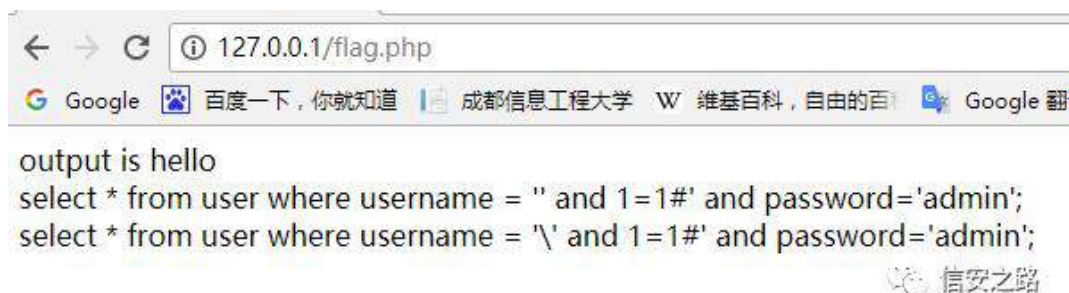 127.0.0.1/flag.php
Google 百度一下，你就知道 成都信息工程大学 W 维基百科，自由的百 Google 翻
output is hello
select * from user where username = '' and 1=1#' and password='admin';
select * from user where username = '\' and 1=1#' and password='admin';
信安之路